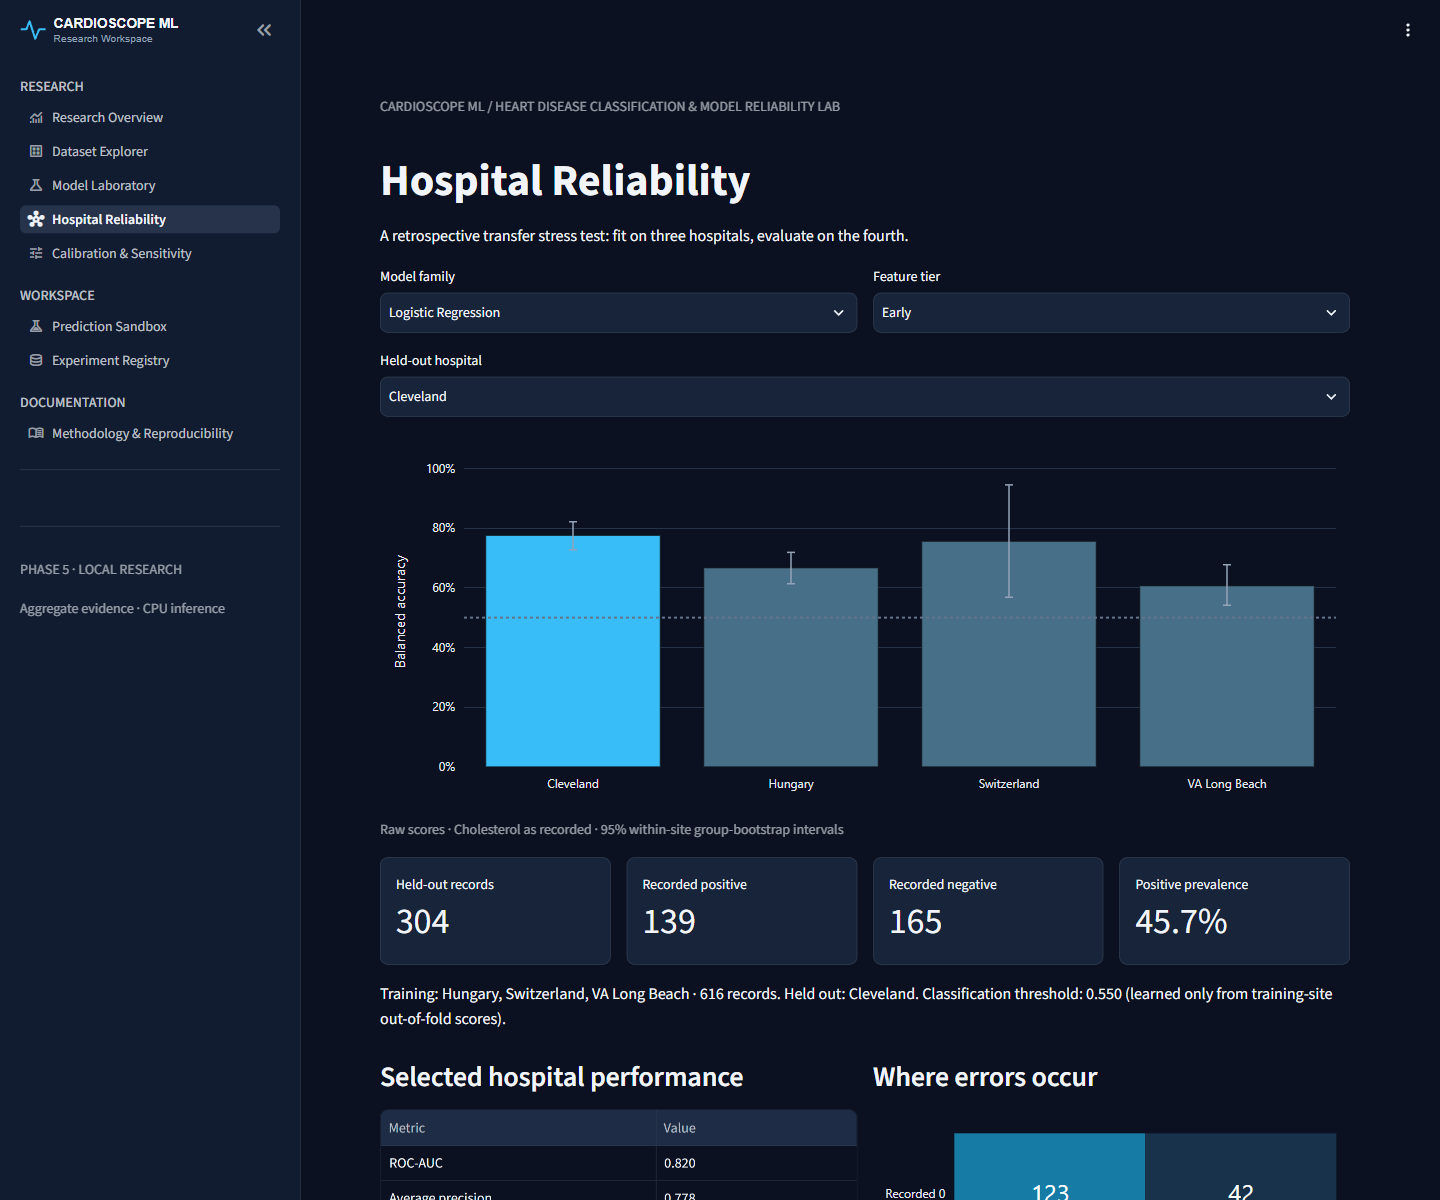 CARDIOSCOPE ML
Research Workspace
RESEARCH
Research Overview
Dataset Explorer
Model Laboratory
Hospital Reliability
Calibration & Sensitivity
WORKSPACE
Prediction Sandbox
Experiment Registry
DOCUMENTATION
Methodology & Reproducibility
PHASE 5 · LOCAL RESEARCH
Aggregate evidence · CPU inference
CARDIOSCOPE ML / HEART DISEASE CLASSIFICATION & MODEL RELIABILITY LAB
Hospital Reliability
A retrospective transfer stress test: fit on three hospitals, evaluate on the fourth.
Model family
Feature tier
Logistic Regression
Early
Held-out hospital
Cleveland
Balanced accuracy
100%
80%
60%
40%
20%
0%
Cleveland
Hungary
Switzerland
VA Long Beach
Raw scores · Cholesterol as recorded · 95% within-site group-bootstrap intervals
Held-out records
304
Recorded positive
139
Recorded negative
165
Positive prevalence
45.7%
Training: Hungary, Switzerland, VA Long Beach · 616 records. Held out: Cleveland. Classification threshold: 0.550 (learned only from training-site
out-of-fold scores).
Selected hospital performance
Metric Value
ROC-AUC 0.820
Average precision 0.778
Where errors occur
Recorded 0
123
42